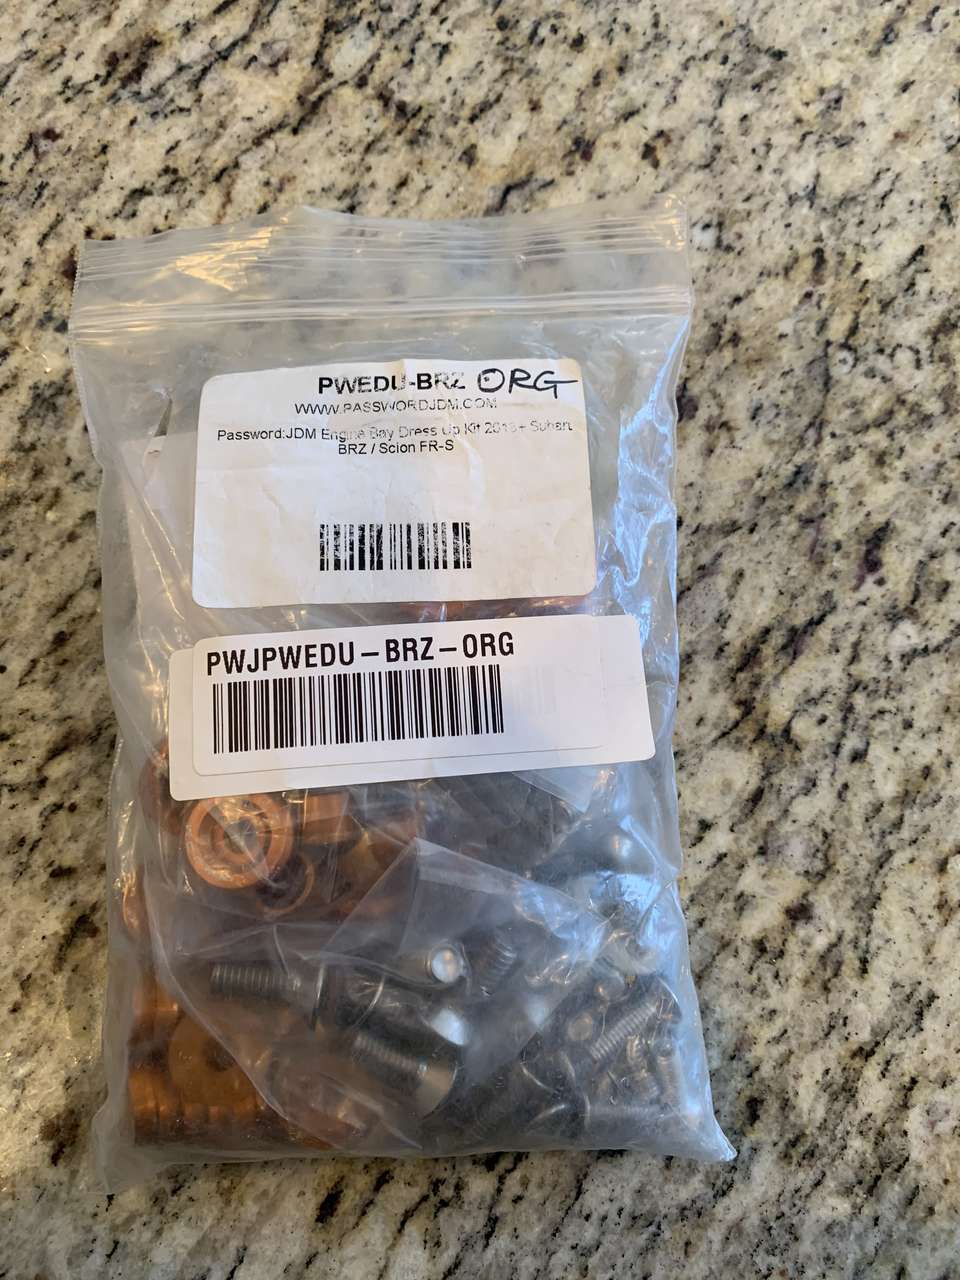 PWEDU-BRZ ORG
WWW.PASSWORDJDM.COM
Password:JDM Engine Bay Dress Up Kit 2013+ Subaru
BRZ / Scion FR-S
PWJPWEDU-BRZ-ORG